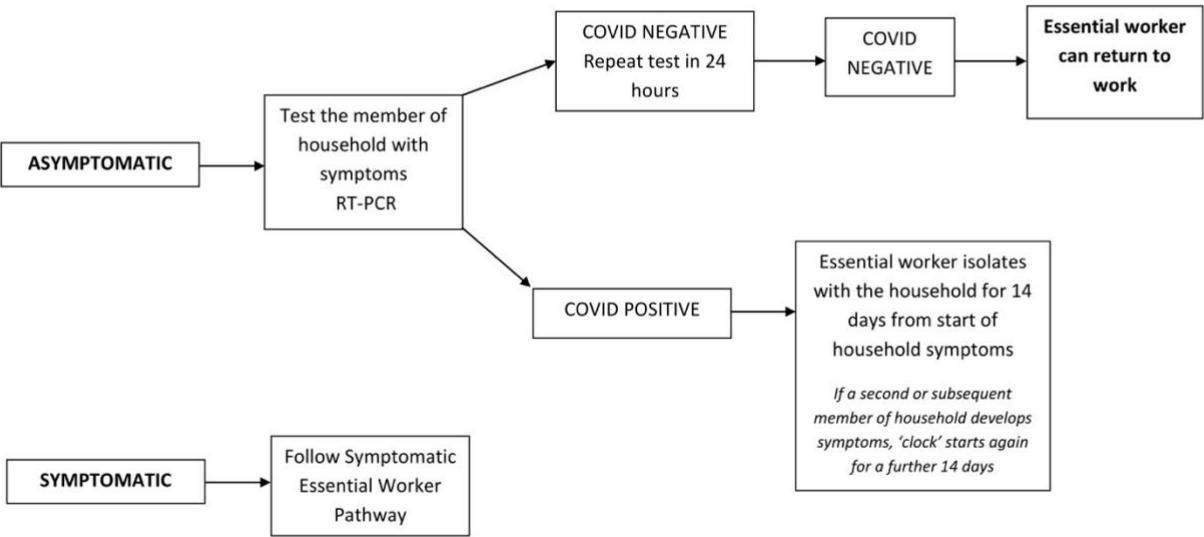 ASYMPTOMATIC
Test the member of
household with
symptoms
RT-PCR
COVID NEGATIVE
Repeat test in 24
hours
COVID
NEGATIVE
Essential worker
can return to
work
COVID POSITIVE
Essential worker isolates
with the household for 14
days from start of
household symptoms
If a second or subsequent
member of household develops
symptoms, ‘clock’ starts again
for a further 14 days
SYMPTOMATIC
Follow Symptomatic
Essential Worker
Pathway